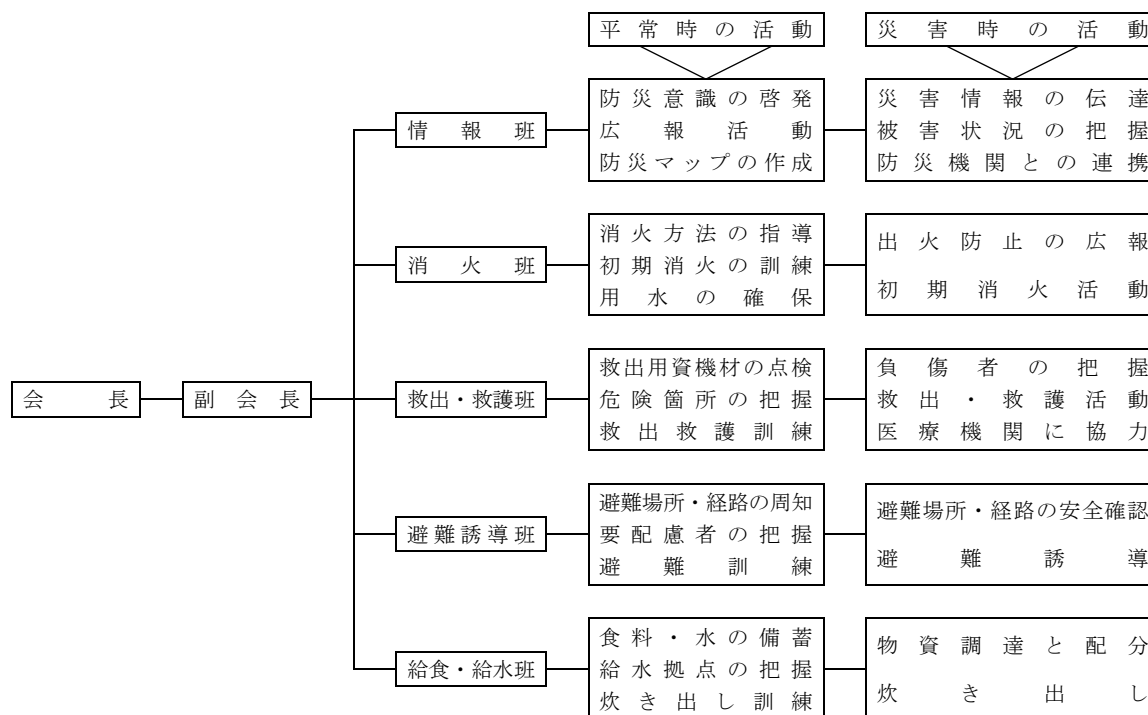 平常時の活動
災害時の活動
情報班
防災意識の啓発
広報活動
防災マップの作成
災害情報の伝達
被害状況の把握
防災機関との連携
消火班
消火方法の指導
初期消火の訓練
用水の確保
出火防止の広報
初期消火活動
会長
副会長
救出・救護班
救出用資機材の点検
危険箇所の把握
救出救護訓練
負傷者の把握
救出・救護活動
医療機関に協力
避難誘導班
避難場所・経路の周知
要配慮者の把握
避難訓練
避難場所・経路の安全確認
避難誘導
給食・給水班
食料・水の備蓄
給水拠点の把握
炊き出し訓練
物資調達と配分
炊き出し